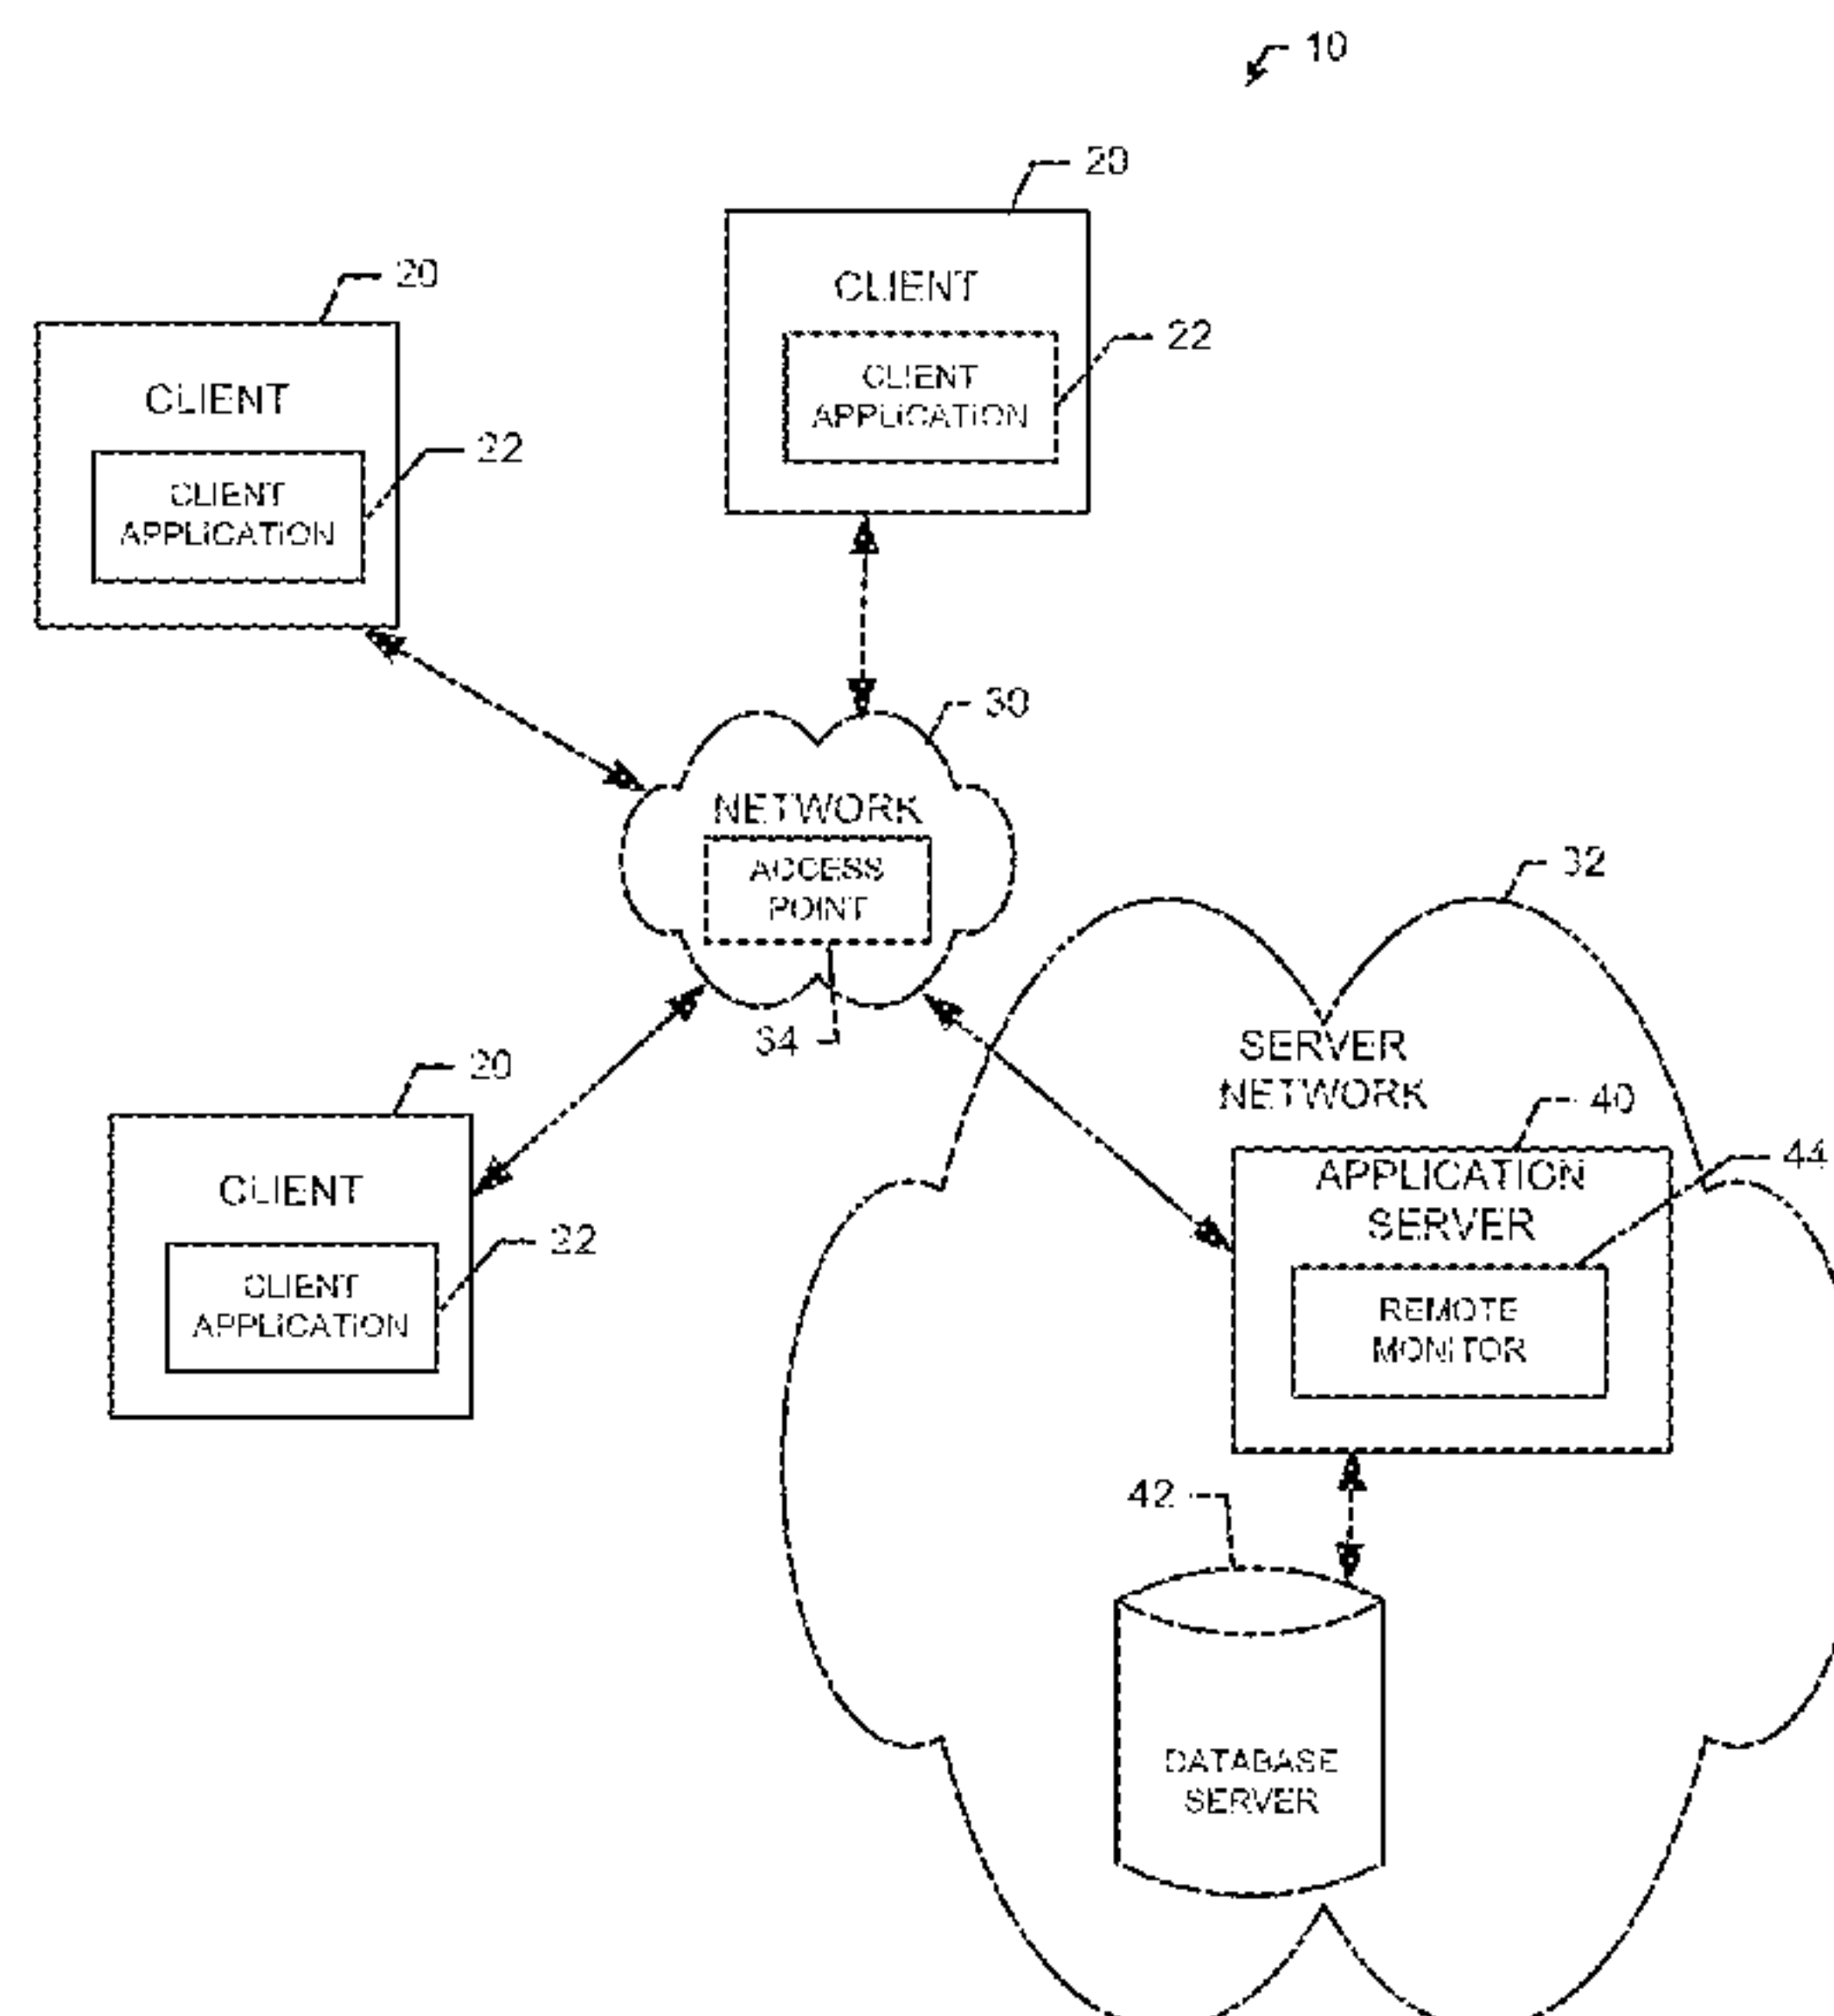 10
20
CLIENT
22
CLIENT
APPLICATION
20
CLIENT
22
CLIENT
APPLICATION
30
NETWORK
ACCESS
POINT
34
32
SERVER
NETWORK
20
CLIENT
22
CLIENT
APPLICATION
40
APPLICATION
SERVER
44
REMOTE
MONITOR
42
DATABASE
SERVER